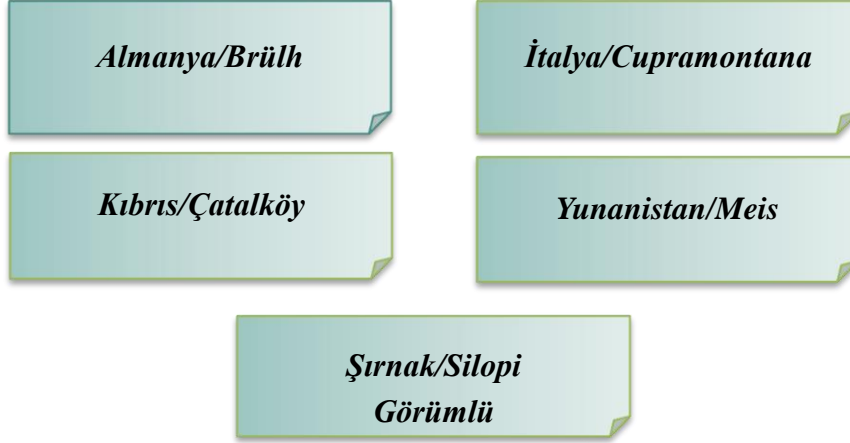 Almanya/Brülh
İtalya/Cupramontana
Kıbrıs/Çatalköy
Yunanistan/Meis
Şırnak/Silopi
Görümlü